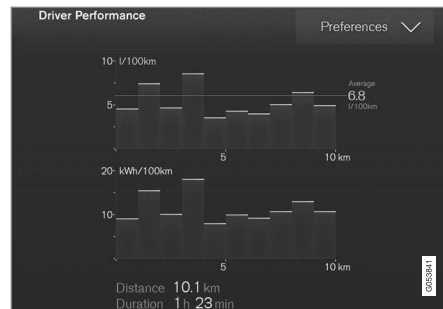 Driver Performance
Preferences
10- l/100km
Average
6.8
l/100km
5-
5
10 km
20- kWh/100km
10-
5
10 km
Distance 10.1 km
Duration 1 h 23 min
G053841